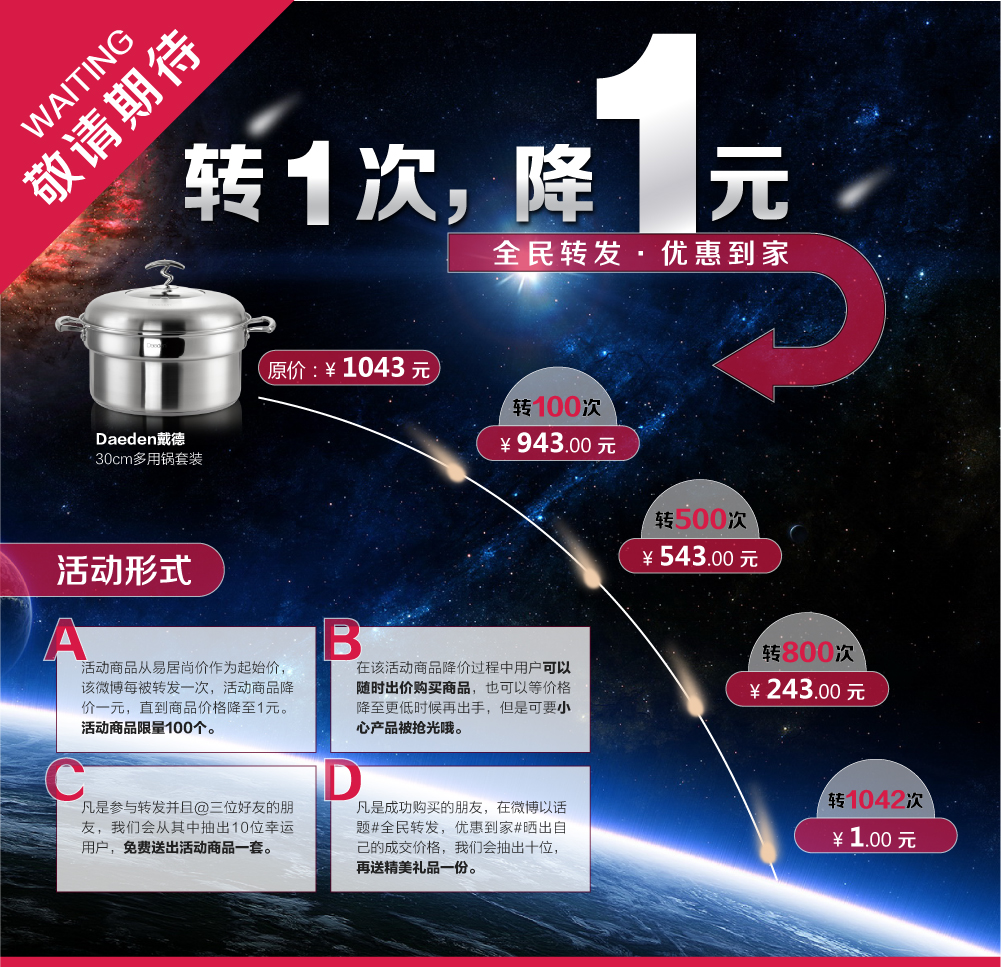 WAITING
敬请期待
转1次，降1元
全民转发·优惠到家
原价：¥ 1043 元
Daeden戴德
30cm多用锅套装
转100次
¥ 943.00 元
转500次
¥ 543.00 元
转800次
¥ 243.00 元
转1042次
¥ 1.00 元
活动形式
A
活动商品从易居尚价作为起始价，
该微博每被转发一次，活动商品降
价一元，直到商品价格降至1元。
活动商品限量100个。
B
在该活动商品降价过程中用户可以
随时出价购买商品，也可以等价格
降至更低时候再出手，但是可要小
心产品被抢光哦。
C
凡是参与转发并且@三位好友的朋
友，我们会从其中抽出10位幸运
用户，免费送出活动商品一套。
D
凡是成功购买的朋友，在微博以话
题#全民转发，优惠到家#晒出自
己的成交价格，我们会抽出十位，
再送精美礼品一份。